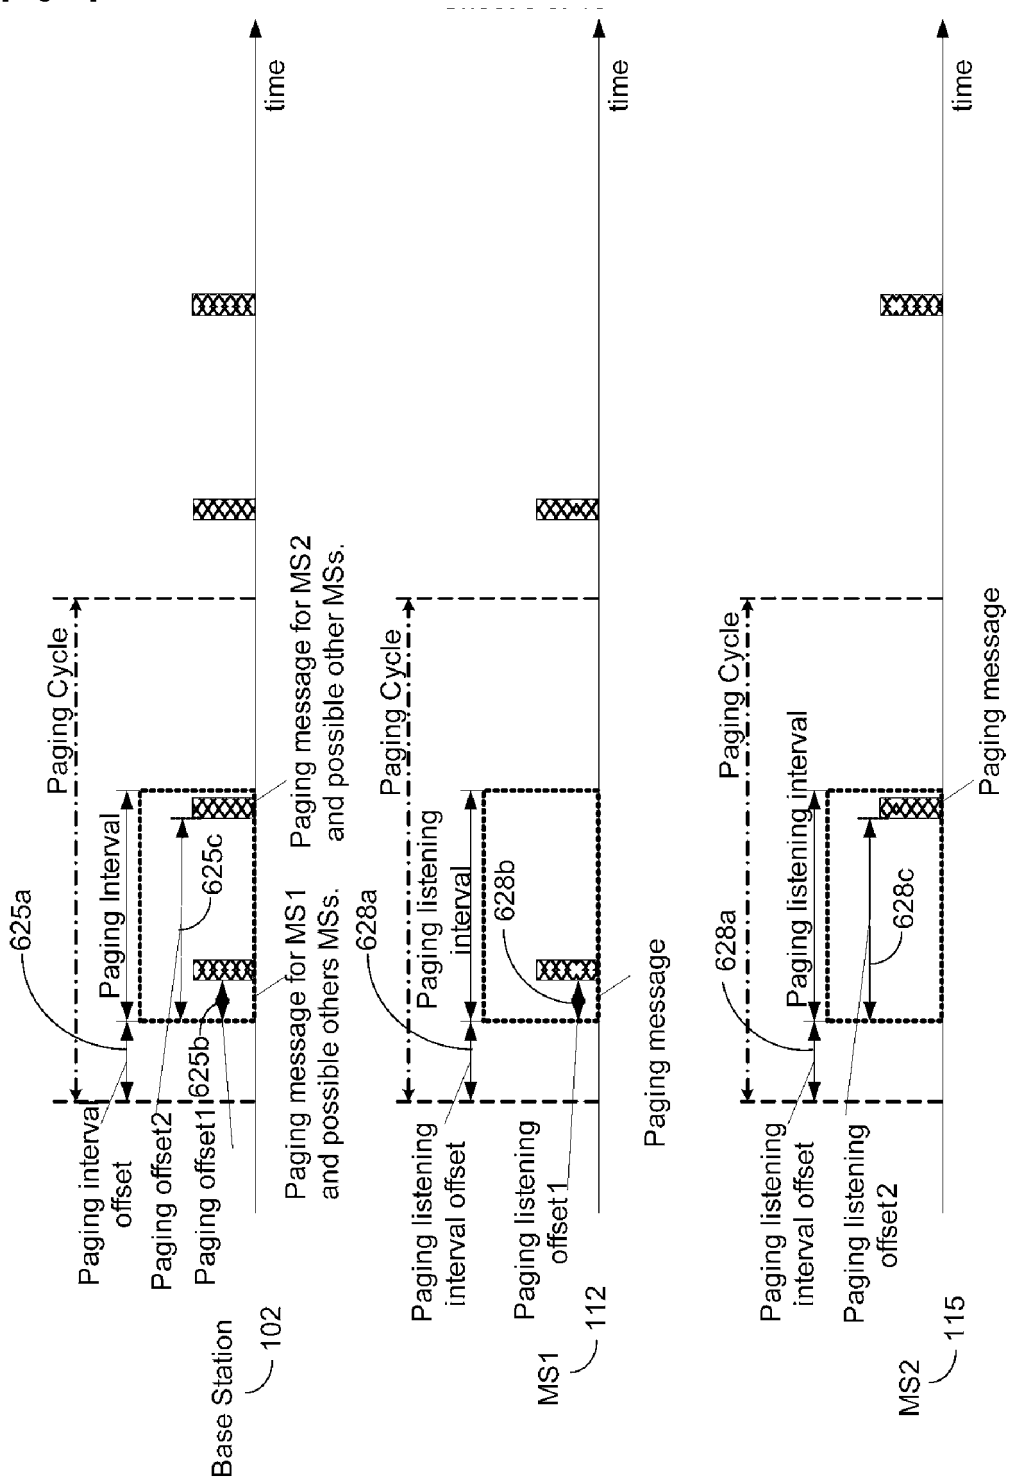 Base Station
102
Paging interval
offset
Paging offset2
Paging offset1
625a
625b
625c
Paging Cycle
Paging Interval
Paging message for MS1
and possible others MSs.
Paging message for MS2
and possible other MSs.
time
MS1
112
Paging listening
interval offset
Paging listening
offset1
628a
628b
Paging Cycle
Paging listening
interval
Paging message
time
MS2
115
Paging listening
interval offset
Paging listening
offset2
628a
628c
Paging Cycle
Paging listening interval
Paging message
time